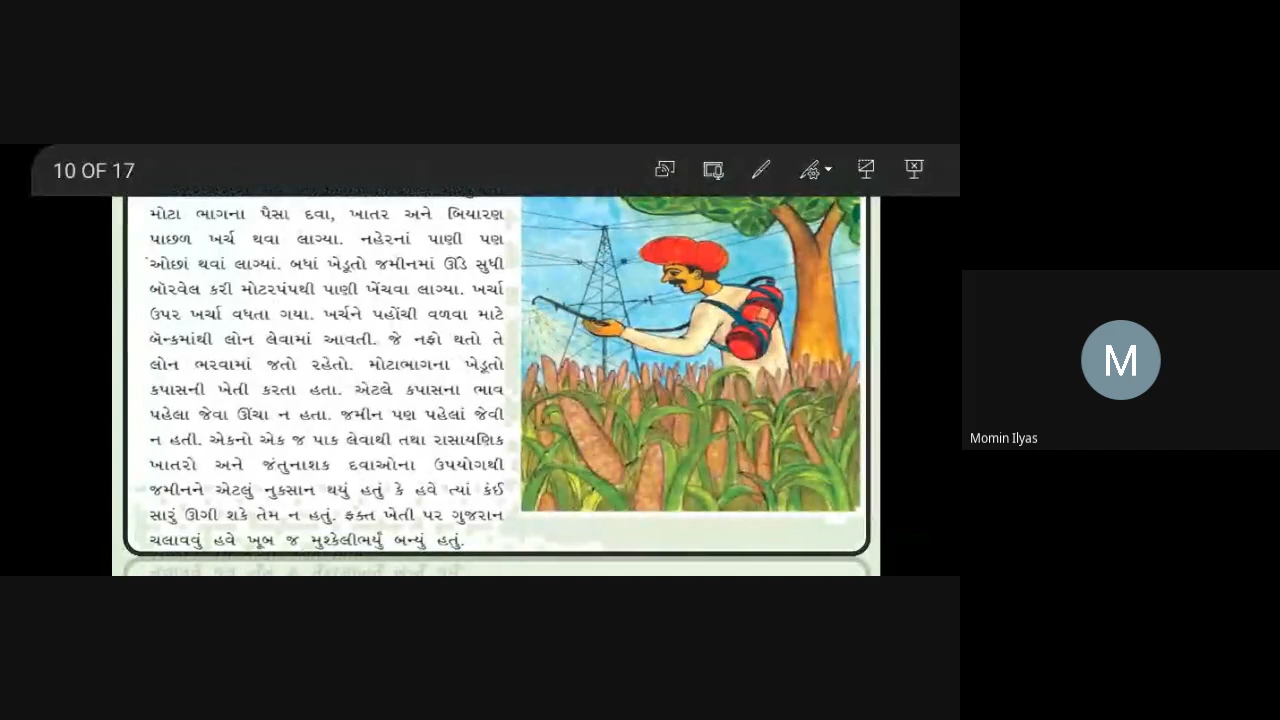 10 OF 17
મોટા ભાગના પૈસા દવા, ખાતર અને બિયારણ
પાછળ ખર્ચ થવા લાગ્યા. નહેરનાં પાણી પણ
ઓછાં થવાં લાગ્યાં. બધાં ખેડૂતો જમીનમાં ઊંડે સુધી
બૉરવેલ કરી મોટરપંપથી પાણી ખેંચવા લાગ્યા. ખર્ચા
ઉપર ખર્ચા વધતા ગયા. ખર્ચને પહોંચી વળવા માટે
બૅન્કમાંથી લોન લેવામાં આવતી. જે નફો થતો તે
લોન ભરવામાં જતો રહેતો. મોટાભાગના ખેડૂતો
કપાસની ખેતી કરતા હતા. એટલે કપાસના ભાવ
પહેલા જેવા ઊંચા ન હતા. જમીન પણ પહેલાં જેવી
ન હતી. એકનો એક જ પાક લેવાથી તથા રાસાયણિક
ખાતરો અને જંતુનાશક દવાઓના ઉપયોગથી
જમીનને એટલું નુકસાન થયું હતું કે હવે ત્યાં કંઈ
સારું ઊગી શકે તેમ ન હતું. ફક્ત ખેતી પર ગુજરાન
ચલાવવું હવે ખૂબ જ મુશ્કેલીભર્યું બન્યું હતું.
M
Momin Ilyas